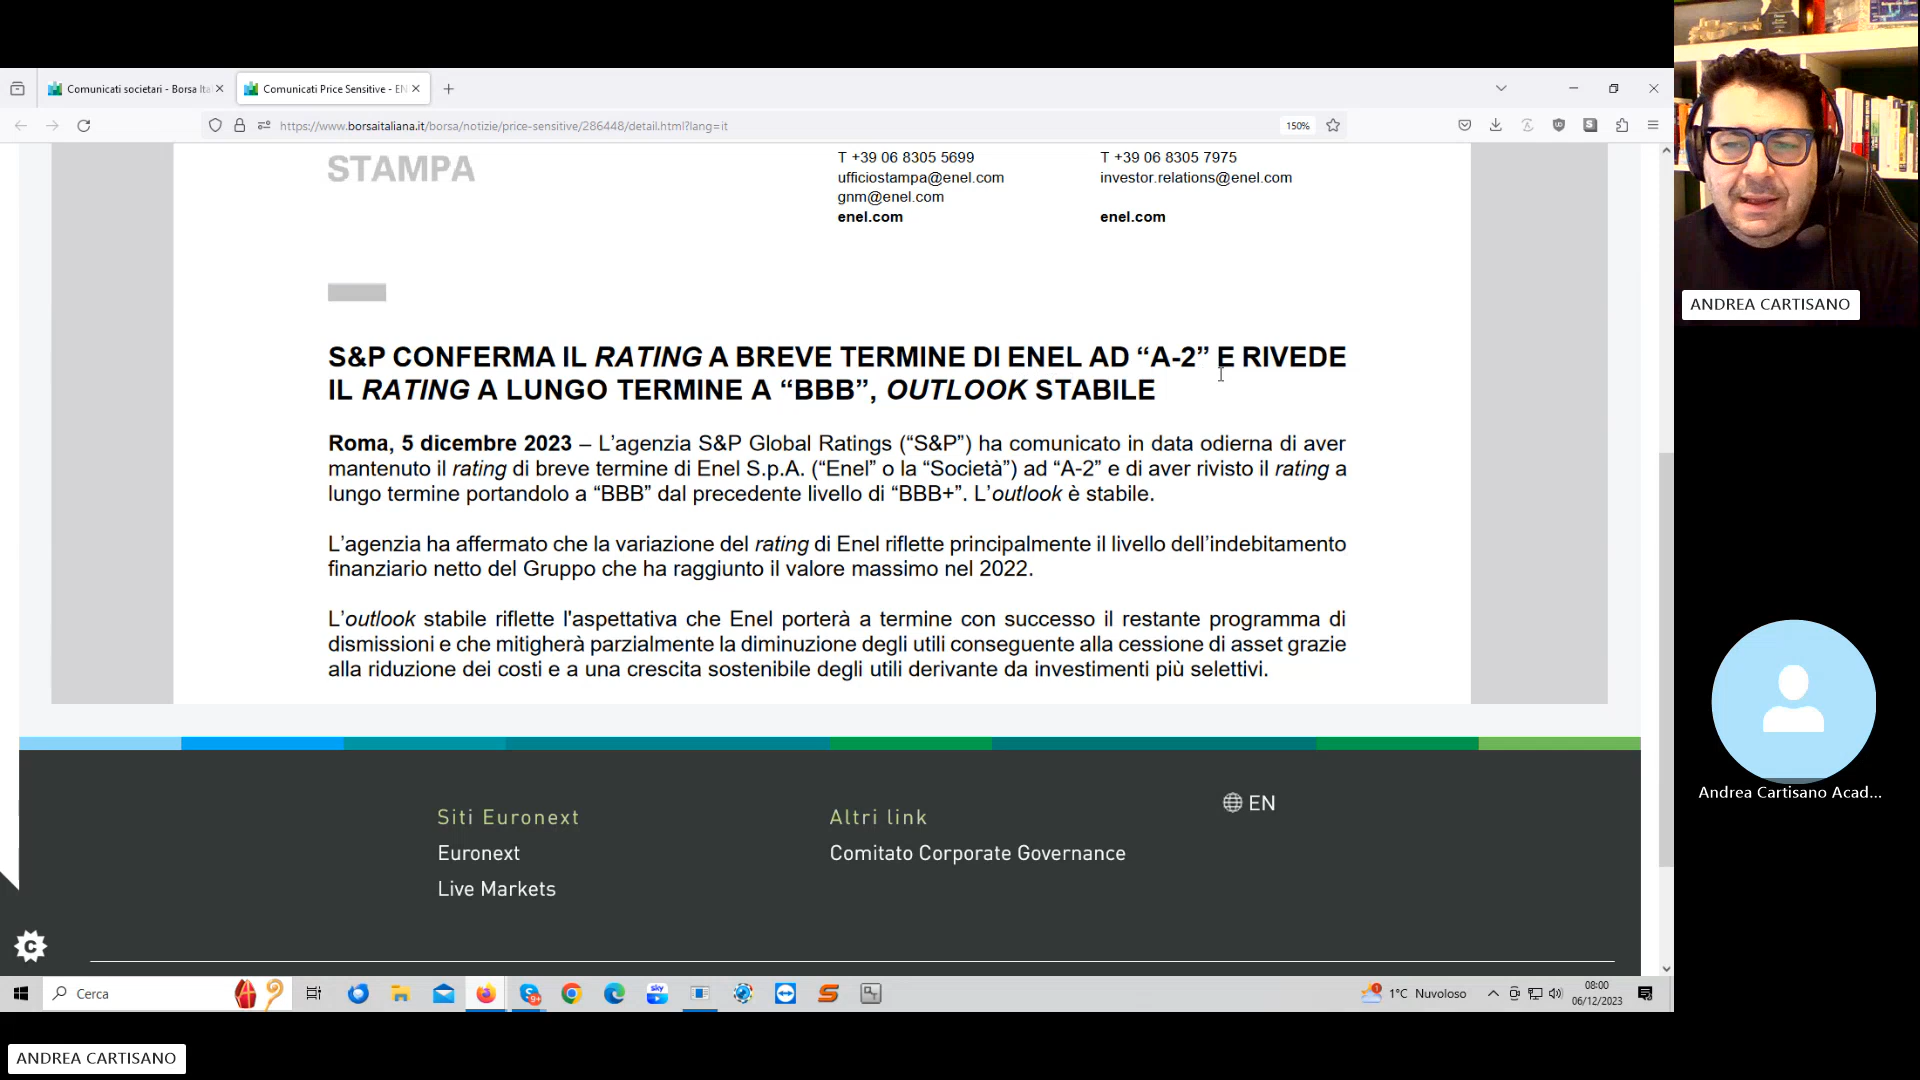 Comunicati societari - Borsa Ita
Comunicati Price Sensitive - EN
https://www.borsaitaliana.it/borsa/notizie/price-sensitive/286448/detail.html?lang=it
150%
STAMPA
T +39 06 8305 5699
ufficiostampa@enel.com
gnm@enel.com
enel.com
T +39 06 8305 7975
investor.relations@enel.com
enel.com
S&P CONFERMA IL RATING A BREVE TERMINE DI ENEL AD “A-2” E RIVEDE
IL RATING A LUNGO TERMINE A “BBB”, OUTLOOK STABILE
Roma, 5 dicembre 2023 – L’agenzia S&P Global Ratings (“S&P”) ha comunicato in data odierna di aver
mantenuto il rating di breve termine di Enel S.p.A. (“Enel” o la “Società”) ad “A-2” e di aver rivisto il rating a
lungo termine portandolo a “BBB” dal precedente livello di “BBB+”. L’outlook è stabile.
L’agenzia ha affermato che la variazione del rating di Enel riflette principalmente il livello dell’indebitamento
finanziario netto del Gruppo che ha raggiunto il valore massimo nel 2022.
L’outlook stabile riflette l'aspettativa che Enel porterà a termine con successo il restante programma di
dismissioni e che mitigherà parzialmente la diminuzione degli utili conseguente alla cessione di asset grazie
alla riduzione dei costi e a una crescita sostenibile degli utili derivante da investimenti più selettivi.
Siti Euronext
Euronext
Live Markets
Altri link
Comitato Corporate Governance
EN
C
Cerca
sky
1°C Nuvoloso
08:00
06/12/2023
ANDREA CARTISANO
Andrea Cartisano Acad...
ANDREA CARTISANO